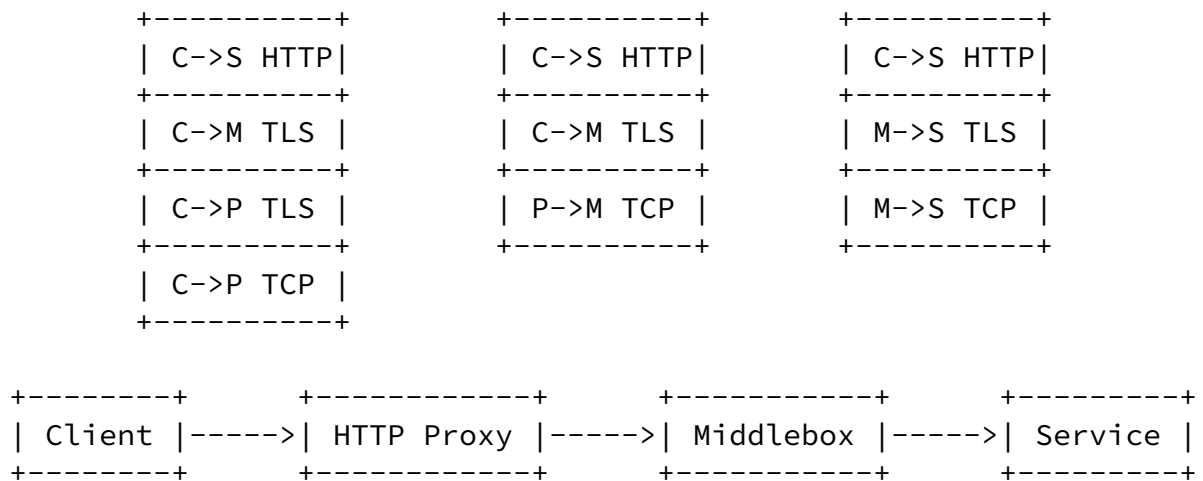 +----------+ +----------+ +----------+
| C->S HTTP| | C->S HTTP| | C->S HTTP|
+----------+ +----------+ +----------+
| C->M TLS | | C->M TLS | | M->S TLS |
+----------+ +----------+ +----------+
| C->P TLS | | P->M TCP | | M->S TCP |
+----------+ +----------+ +----------+
| C->P TCP |
+----------+
+--------+ +------------+ +-----------+ +---------+
| Client |----->| HTTP Proxy |----->| Middlebox |----->| Service |
+--------+ +------------+ +-----------+ +---------+